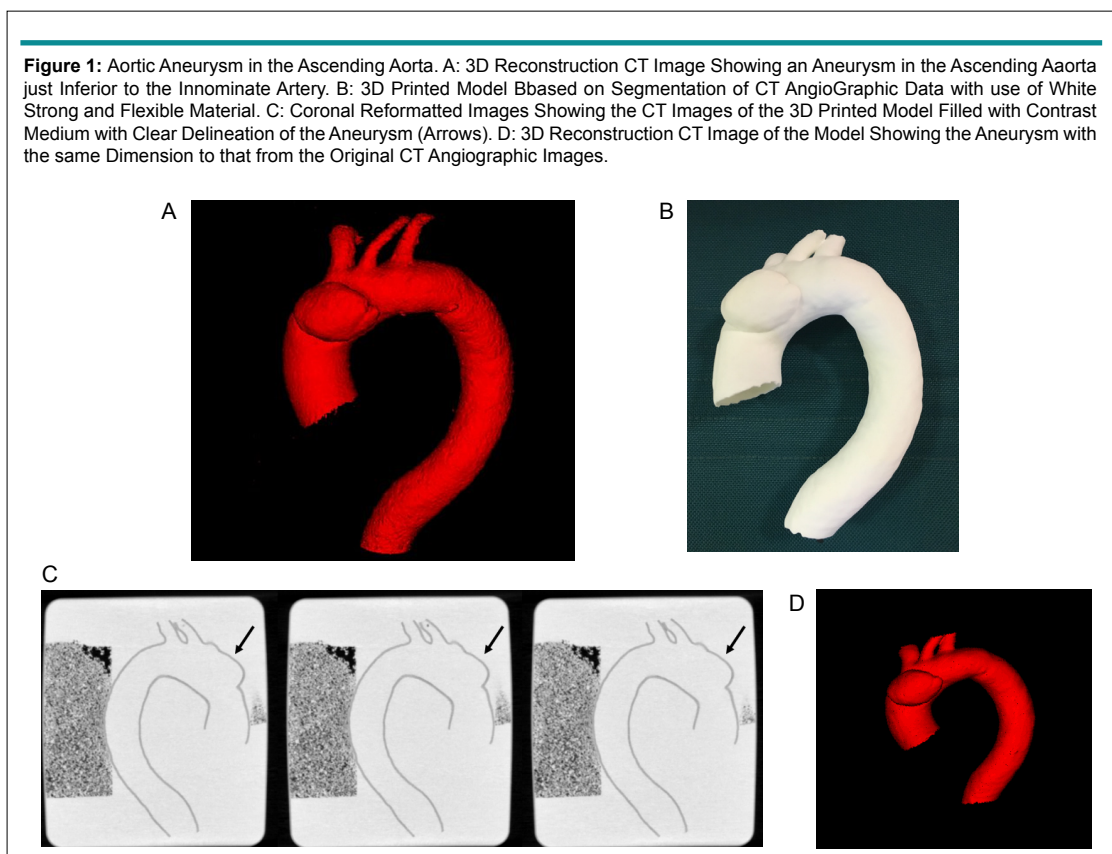 Figure 1: Aortic Aneurysm in the Ascending Aorta. A: 3D Reconstruction CT Image Showing an Aneurysm in the Ascending Aaorta
just Inferior to the Innominate Artery. B: 3D Printed Model Bbased on Segmentation of CT AngioGraphic Data with use of White
Strong and Flexible Material. C: Coronal Reformatted Images Showing the CT Images of the 3D Printed Model Filled with Contrast
Medium with Clear Delineation of the Aneurysm (Arrows). D: 3D Reconstruction CT Image of the Model Showing the Aneurysm with
the same Dimension to that from the Original CT Angiographic Images.
A
B
C
D